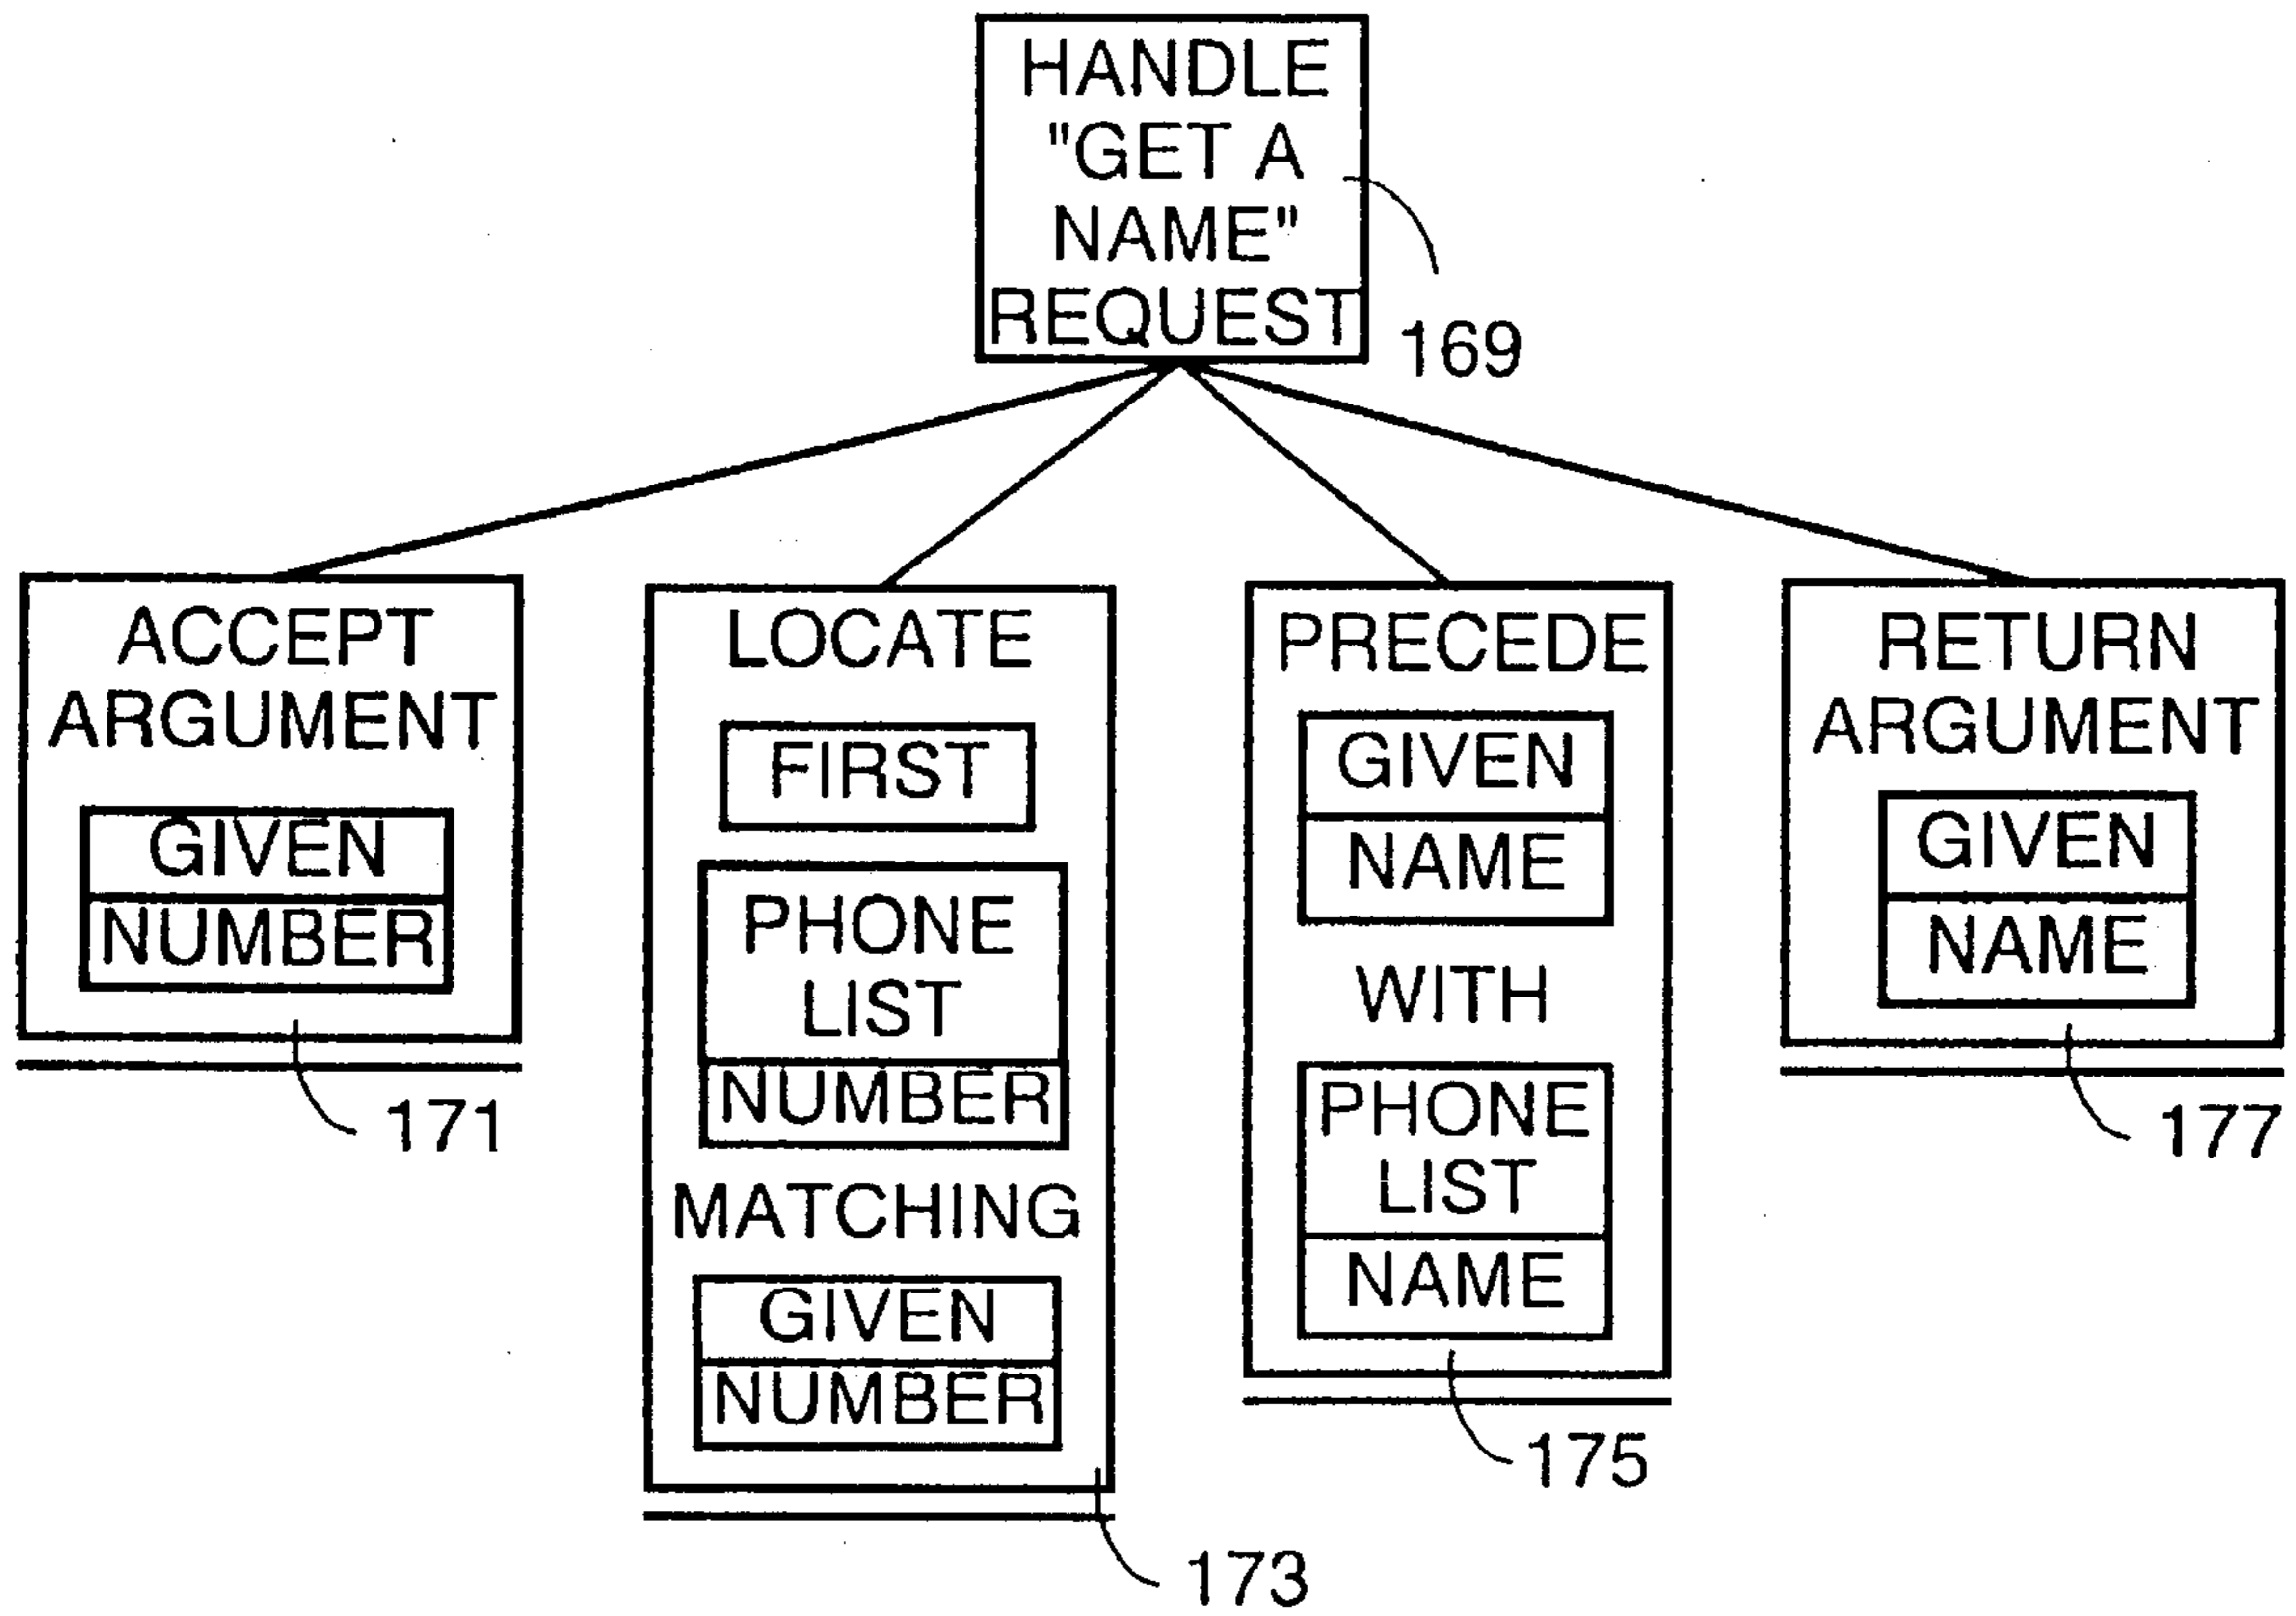 HANDLE
"GET A
NAME"
REQUEST
169
ACCEPT
ARGUMENT
GIVEN
NUMBER
171
LOCATE
FIRST
PHONE
LIST
NUMBER
MATCHING
GIVEN
NUMBER
173
PRECEDE
GIVEN
NAME
WITH
PHONE
LIST
NAME
175
RETURN
ARGUMENT
GIVEN
NAME
177